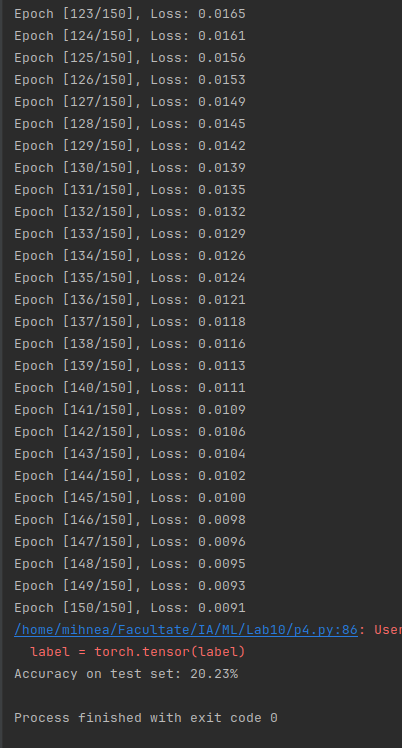 Epoch [123/150], Loss: 0.0165
Epoch [124/150], Loss: 0.0161
Epoch [125/150], Loss: 0.0156
Epoch [126/150], Loss: 0.0153
Epoch [127/150], Loss: 0.0149
Epoch [128/150], Loss: 0.0145
Epoch [129/150], Loss: 0.0142
Epoch [130/150], Loss: 0.0139
Epoch [131/150], Loss: 0.0135
Epoch [132/150], Loss: 0.0132
Epoch [133/150], Loss: 0.0129
Epoch [134/150], Loss: 0.0126
Epoch [135/150], Loss: 0.0124
Epoch [136/150], Loss: 0.0121
Epoch [137/150], Loss: 0.0118
Epoch [138/150], Loss: 0.0116
Epoch [139/150], Loss: 0.0113
Epoch [140/150], Loss: 0.0111
Epoch [141/150], Loss: 0.0109
Epoch [142/150], Loss: 0.0106
Epoch [143/150], Loss: 0.0104
Epoch [144/150], Loss: 0.0102
Epoch [145/150], Loss: 0.0100
Epoch [146/150], Loss: 0.0098
Epoch [147/150], Loss: 0.0096
Epoch [148/150], Loss: 0.0095
Epoch [149/150], Loss: 0.0093
Epoch [150/150], Loss: 0.0091
/home/mihnea/Facultate/IA/ML/Lab10/p4.py:86: User
label = torch.tensor(label)
Accuracy on test set: 20.23%
Process finished with exit code 0